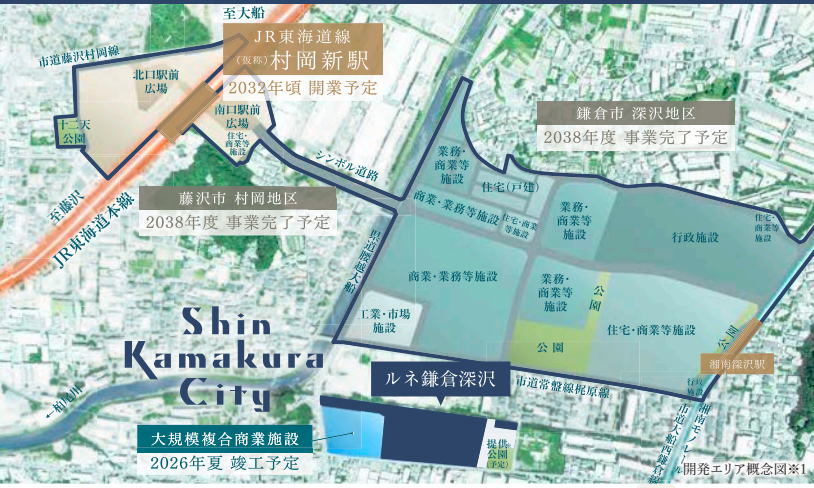 至大船
JR東海道線
(仮称)村岡新駅
2032年頃 開業予定
市道藤沢村岡線
北口駅前
広場
南口駅前
広場
住宅・
商業等
施設
十二天
公園
シンボル道路
鎌倉市 深沢地区
2038年度 事業完了予定
藤沢市 村岡地区
2038年度 事業完了予定
至藤沢
JR東海道本線
県道腰越大船
業務・
商業等
施設
住宅(戸建)
商業・業務等施設
住宅・商業
等施設
業務・
商業等
施設
行政施設
住宅・
商業等
施設
商業・業務等施設
業務・
商業等
施設
公園
工業・市場
施設
公園
住宅・商業等施設
公園
湘南深沢駅
行政
施設
Shin
Kamakura
City
ルネ鎌倉深沢
市道常盤線梶原線
←柏尾川
大規模複合商業施設
2026年夏 竣工予定
提供
公園
(予定)
市道大船西鎌倉線
湘南モノレール
開発エリア概念図※1